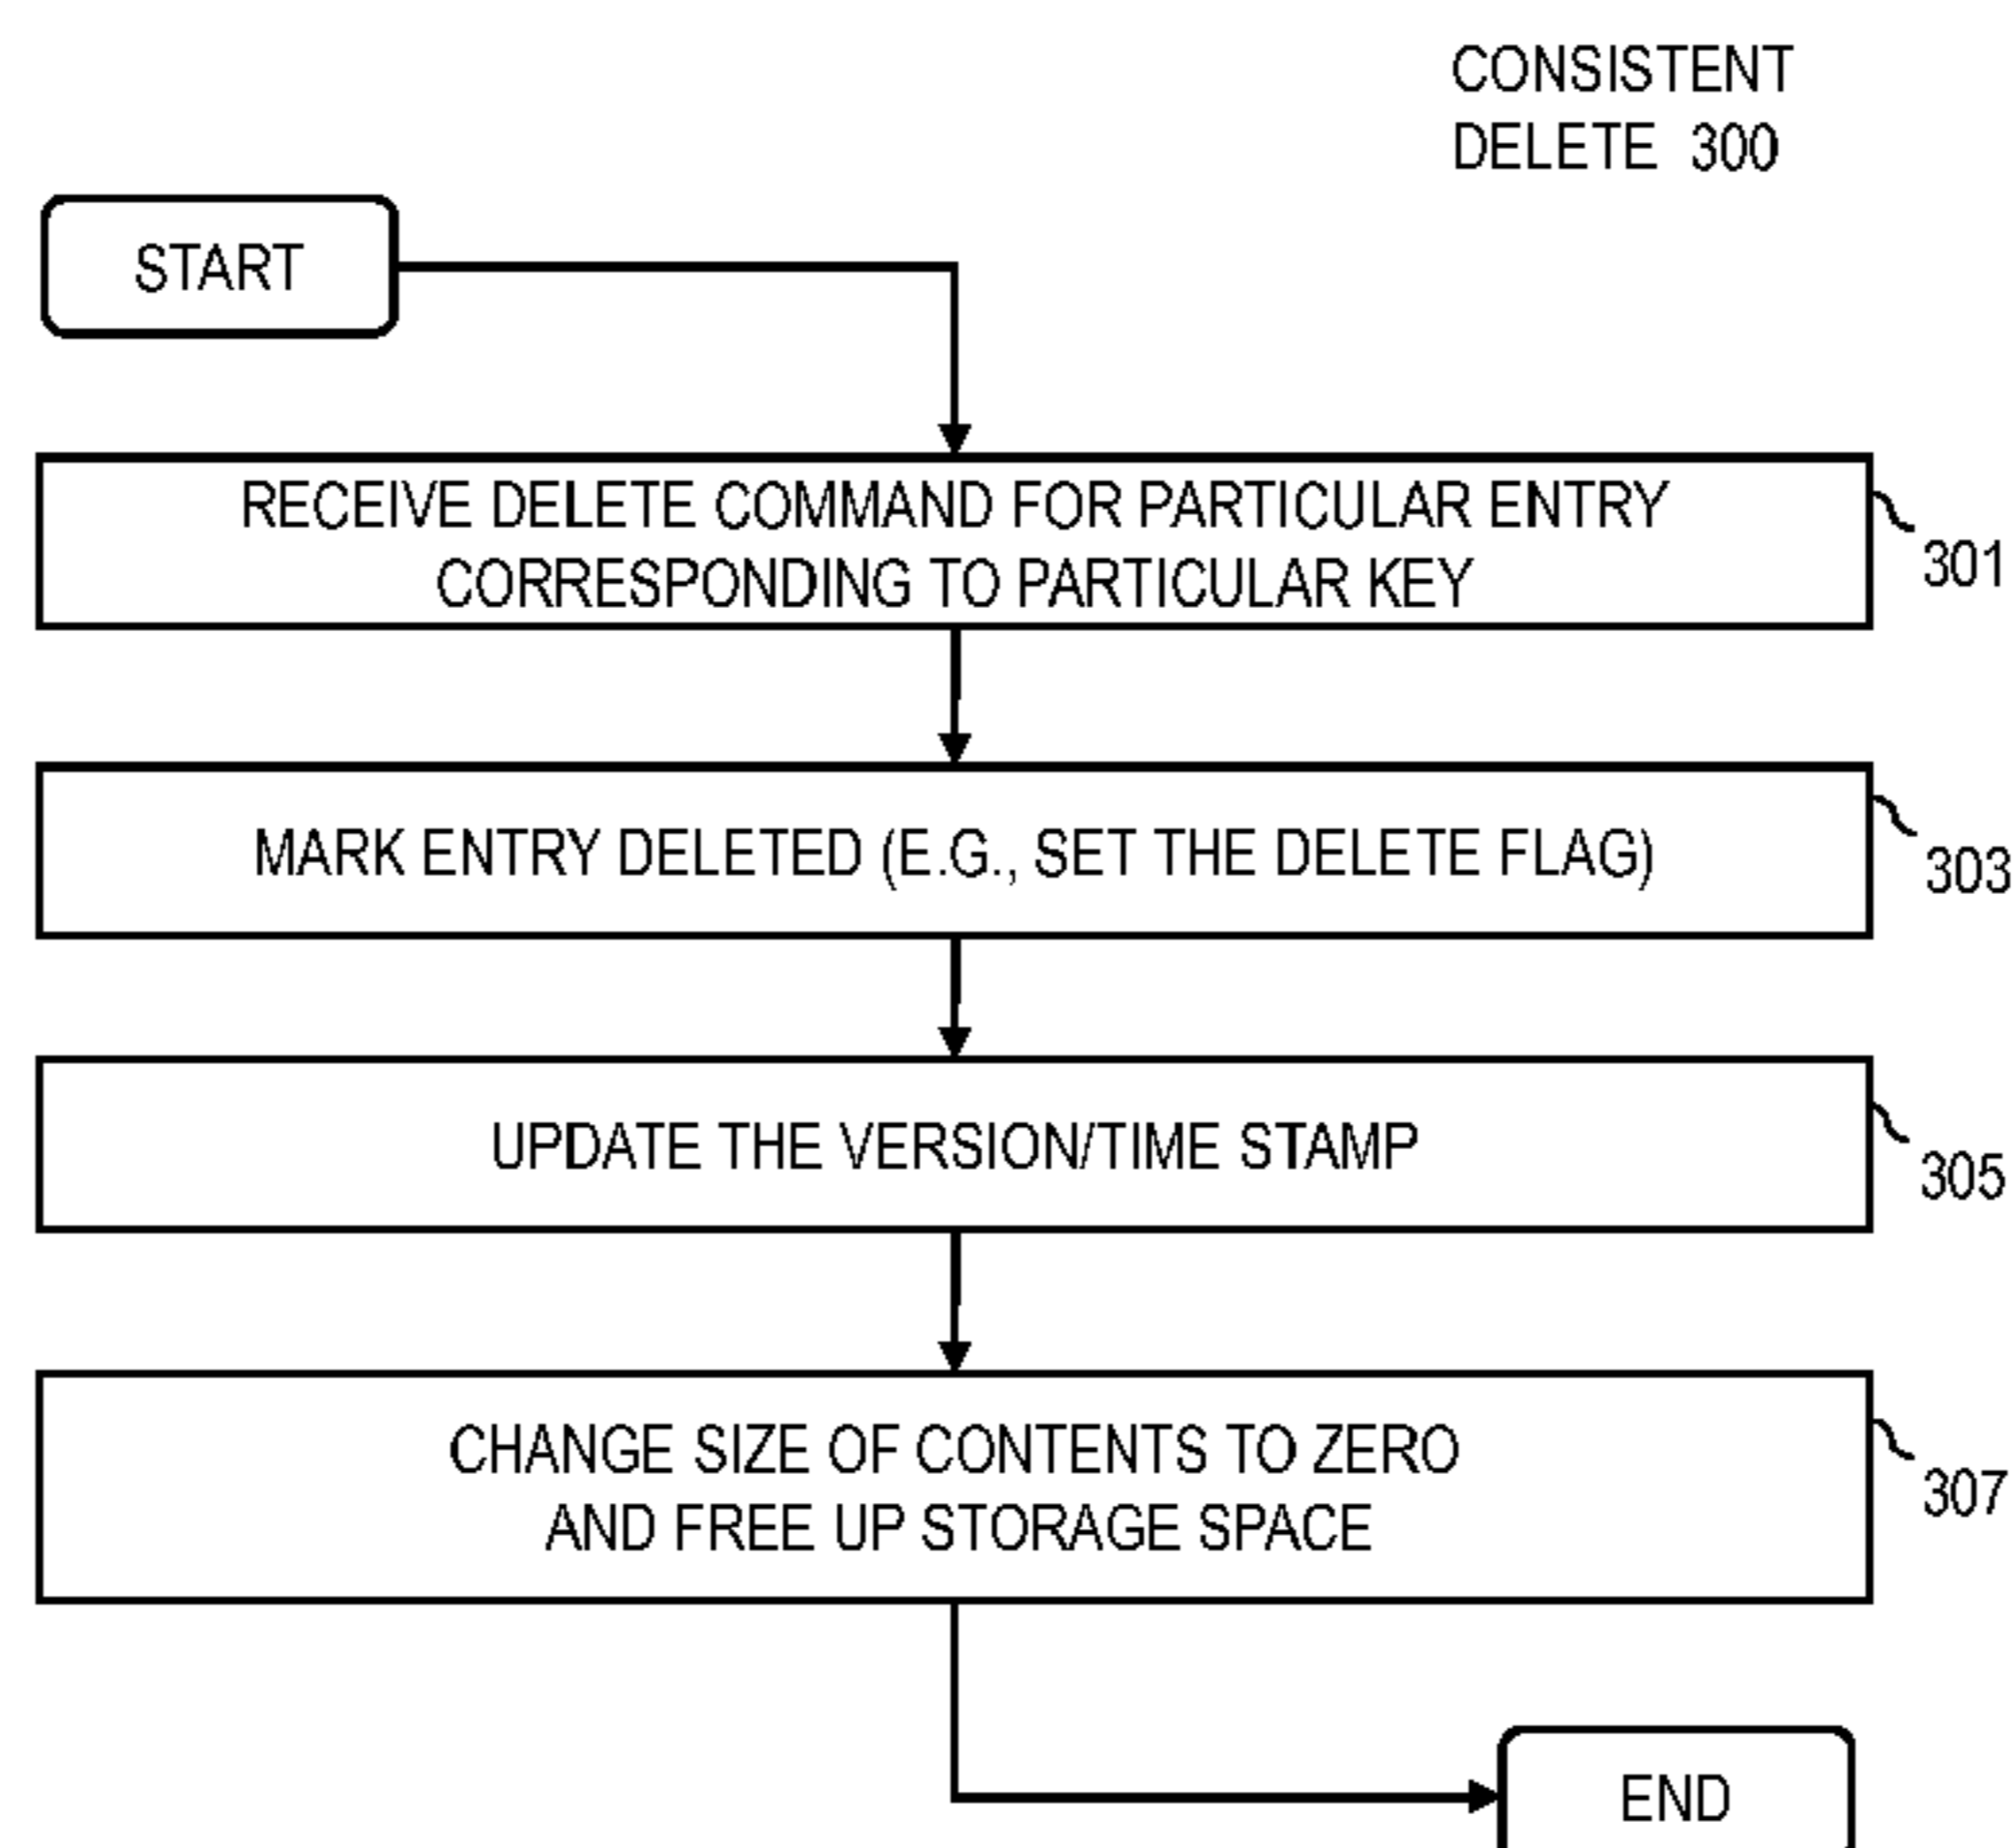 CONSISTENT
DELETE 300
START
RECEIVE DELETE COMMAND FOR PARTICULAR ENTRY
CORRESPONDING TO PARTICULAR KEY
301
MARK ENTRY DELETED (E.G., SET THE DELETE FLAG)
303
UPDATE THE VERSION/TIME STAMP
305
CHANGE SIZE OF CONTENTS TO ZERO
AND FREE UP STORAGE SPACE
307
END